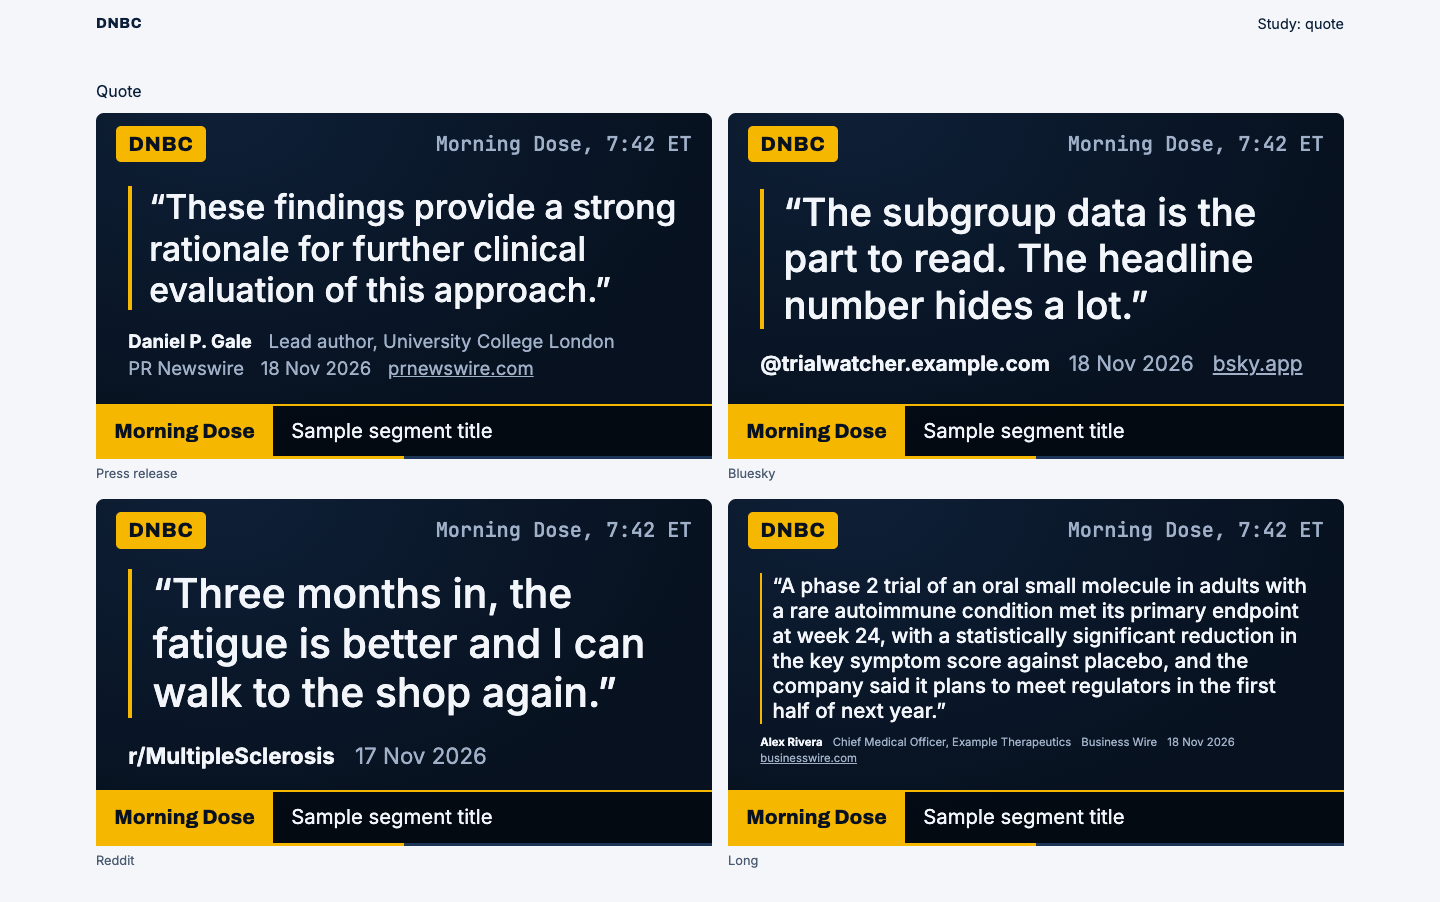 DNBC
Study: quote
Quote
DNBC
Morning Dose, 7:42 ET
“These findings provide a strong
rationale for further clinical
evaluation of this approach.”
Daniel P. Gale Lead author, University College London
PR Newswire 18 Nov 2026 prnewswire.com
Morning Dose
Sample segment title
Press release
DNBC
Morning Dose, 7:42 ET
“The subgroup data is the
part to read. The headline
number hides a lot.”
@trialwatcher.example.com 18 Nov 2026 bsky.app
Morning Dose
Sample segment title
Bluesky
DNBC
Morning Dose, 7:42 ET
“Three months in, the
fatigue is better and I can
walk to the shop again.”
r/MultipleSclerosis 17 Nov 2026
Morning Dose
Sample segment title
Reddit
DNBC
Morning Dose, 7:42 ET
“A phase 2 trial of an oral small molecule in adults with
a rare autoimmune condition met its primary endpoint
at week 24, with a statistically significant reduction in
the key symptom score against placebo, and the
company said it plans to meet regulators in the first
half of next year.”
Alex Rivera Chief Medical Officer, Example Therapeutics Business Wire 18 Nov 2026
businesswire.com
Morning Dose
Sample segment title
Long